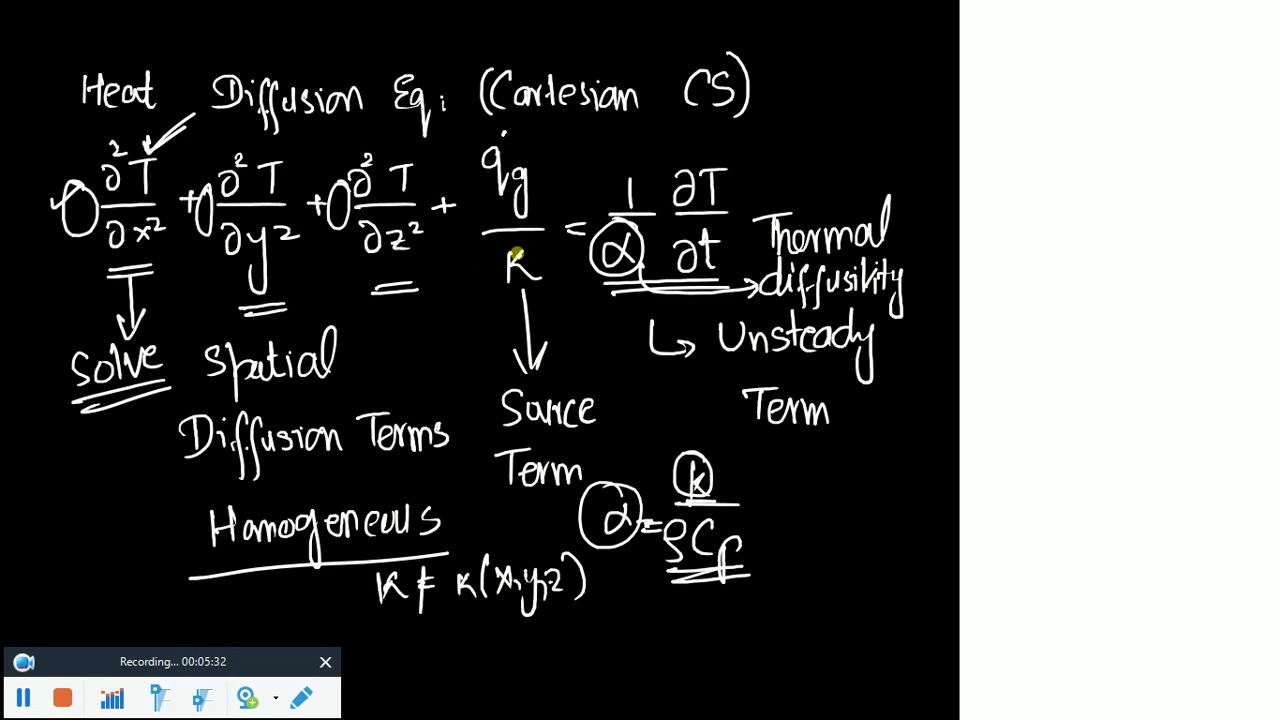 Heat Diffusion Eq: (Cartesian CS)
∂²T/∂x² + ∂²T/∂y² + ∂²T/∂z² + q̇g/K = 1/α ∂T/∂t
Thermal
diffusivity
Unsteady
Term
Solve
Spatial
Diffusion Terms
Source
Term
Homogeneous
K ≠ K(x,y,z)
α = k/ρCp
Recording... 00:05:32